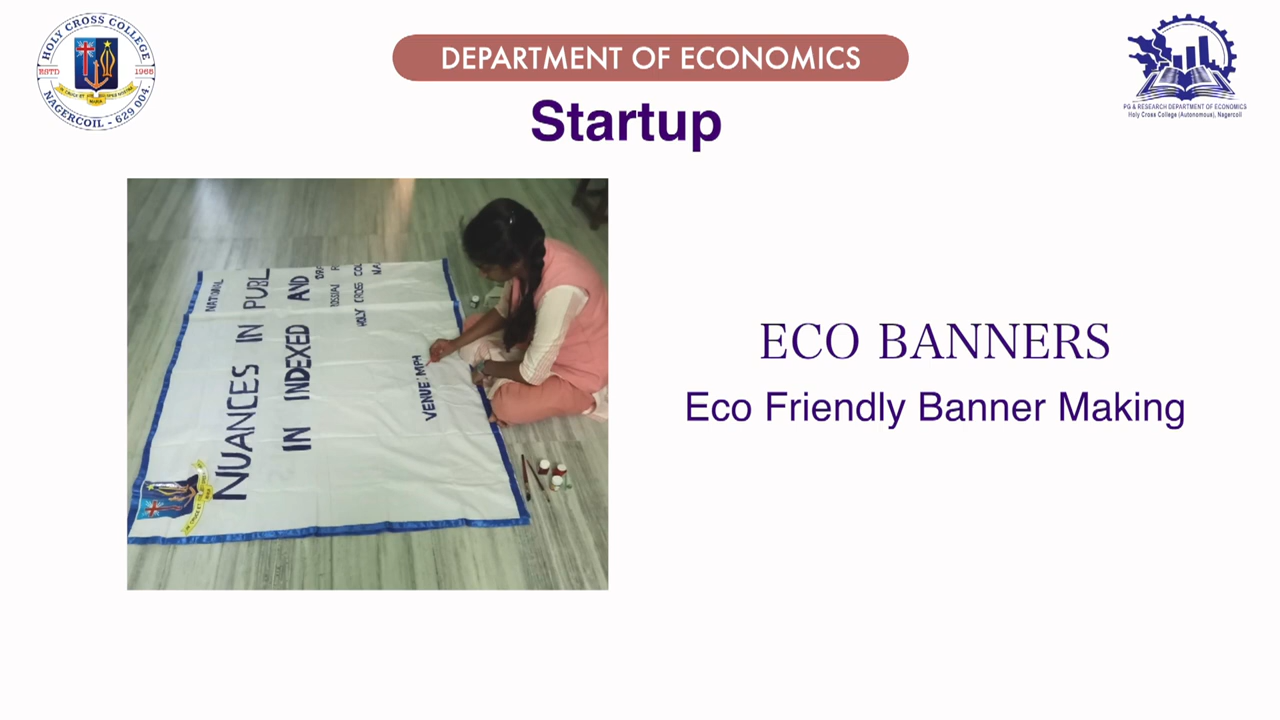 HOLY CROSS COLLEGE
ESTD 1965
NAGERCOIL - 629 004.
DEPARTMENT OF ECONOMICS
Startup
PG & RESEARCH DEPARTMENT OF ECONOMICS
Holy Cross College (Autonomous), Nagercoil
NATIONAL
NUANCES IN PUBL
IN INDEXED AND
HOLY CROSS COL
VENUE: MPH
ECO BANNERS
Eco Friendly Banner Making